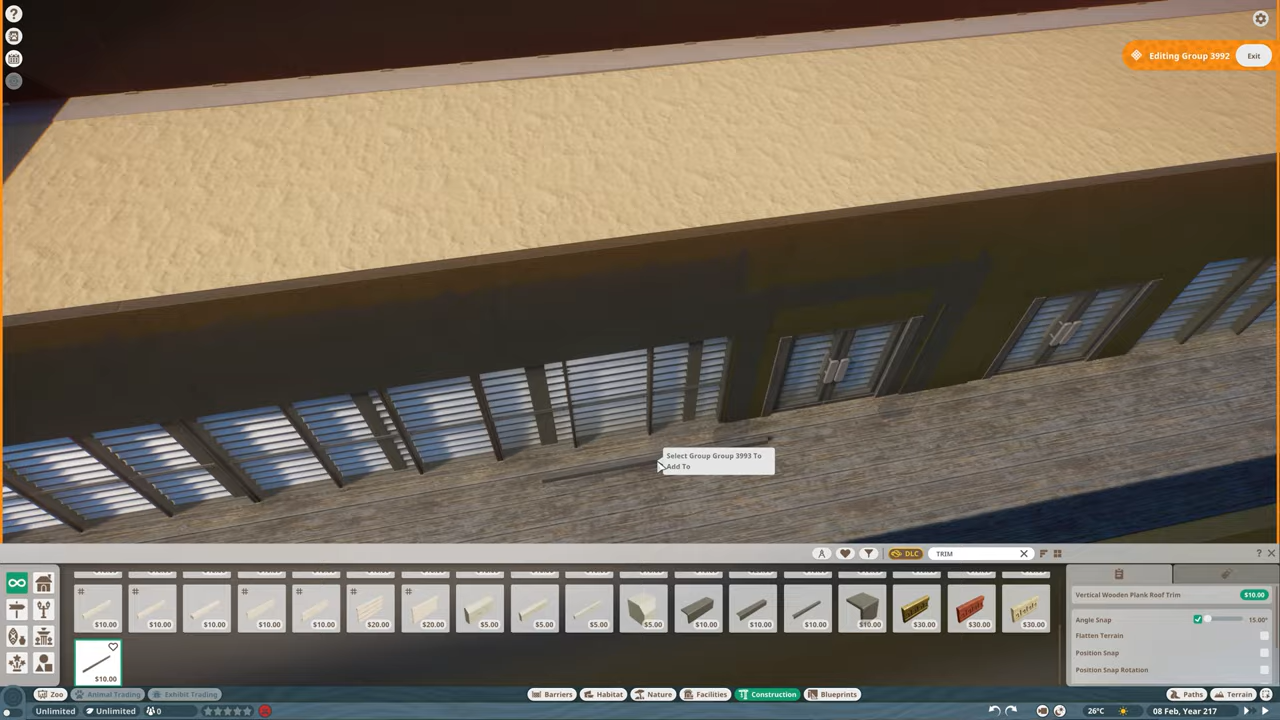 ?
Editing Group 3992
Exit
Select Group Group 3993 To
Add To
DLC
TRIM
?
$10.00
$10.00
$10.00
$10.00
$10.00
$20.00
$20.00
$5.00
$5.00
$5.00
$5.00
$10.00
$10.00
$10.00
$10.00
$30.00
$30.00
$30.00
$10.00
Vertical Wooden Plank Roof Trim
$10.00
Angle Snap
15.00°
Flatten Terrain
Position Snap
Position Snap Rotation
Zoo
Animal Trading
Exhibit Trading
Barriers
Habitat
Nature
Facilities
Construction
Blueprints
Paths
Terrain
Unlimited
Unlimited
0
26°C
08 Feb, Year 217